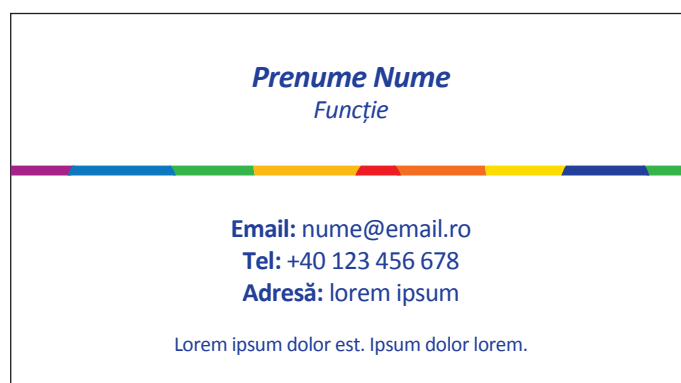 Prenume Nume
Funcție
Email: nume@email.ro
Tel: +40 123 456 678
Adresă: lorem ipsum
Lorem ipsum dolor est. Ipsum dolor lorem.